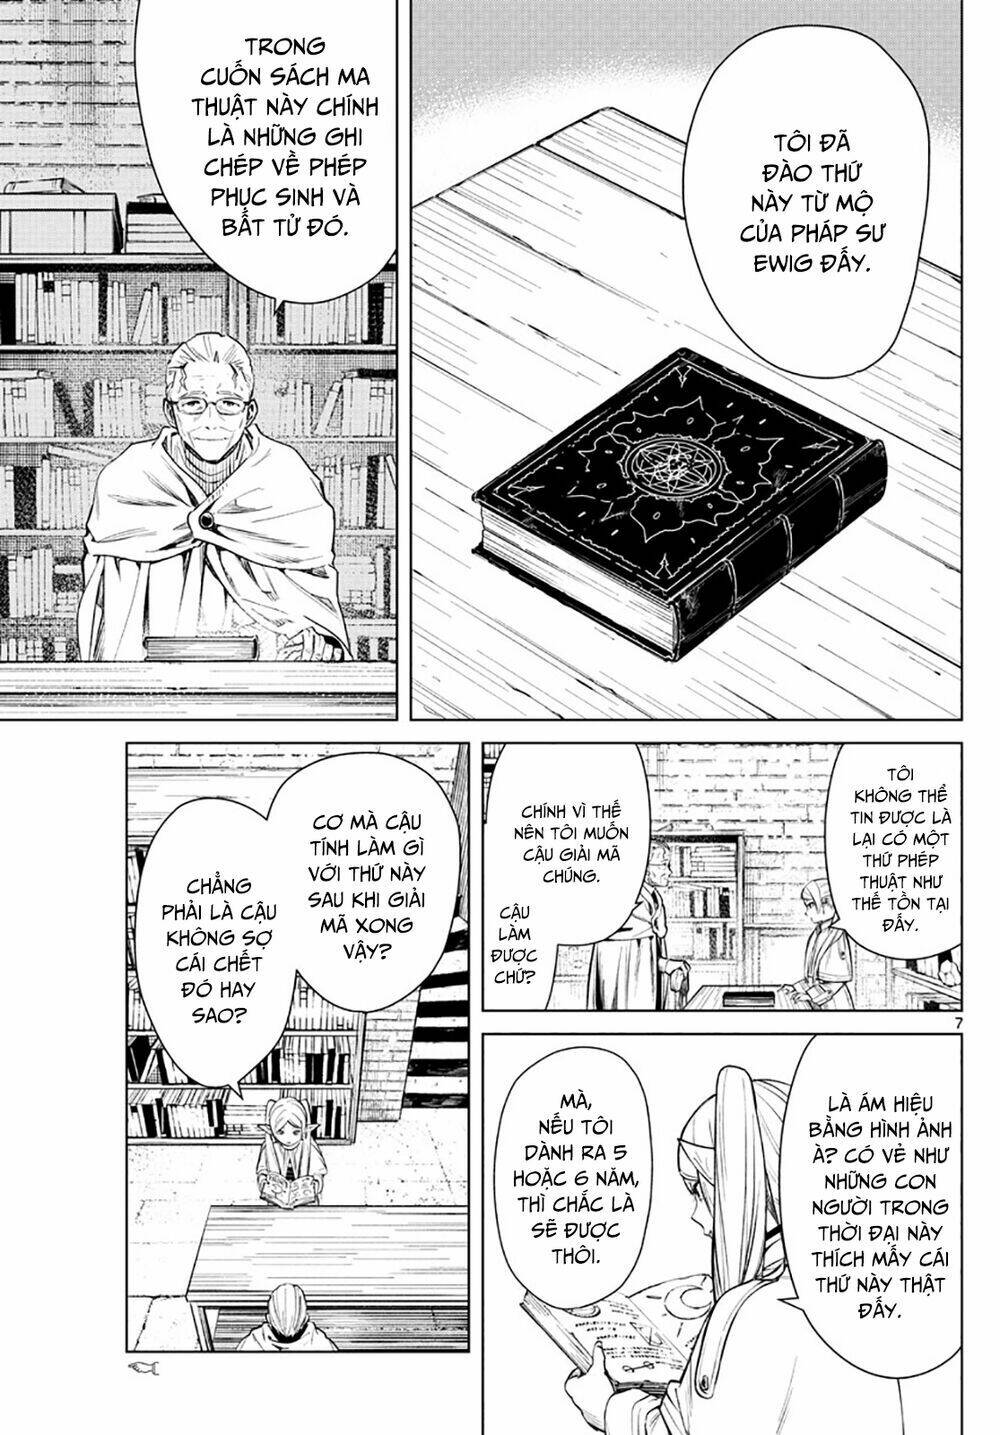 TÔI ĐÃ
ĐÀO THỨ
NÀY TỪ MỘ
CỦA PHÁP SƯ
EWIG ĐẤY.
TRONG
CUỐN SÁCH MA
THUẬT NÀY CHÍNH
LÀ NHỮNG GHI
CHÉP VỀ PHÉP
PHỤC SINH VÀ
BẤT TỬ ĐÓ.
TÔI
KHÔNG THỂ
TIN ĐƯỢC LÀ
LẠI CÓ MỘT
THỨ PHÉP
THUẬT NHƯ
THẾ TỒN TẠI
ĐẤY.
CHÍNH VÌ THẾ
NÊN TÔI MUỐN
CẬU GIẢI MÃ
CHÚNG.
CẬU
LÀM
ĐƯỢC
CHỨ?
7
LÀ ÁM HIỆU
BẰNG HÌNH ẢNH
À? CÓ VẺ NHƯ
NHỮNG CON
NGƯỜI TRONG
THỜI ĐẠI NÀY
THÍCH MẤY CÁI
THỨ NÀY THẬT
ĐẤY.
MÀ,
NẾU TÔI
DÀNH RA 5
HOẶC 6 NĂM,
THÌ CHẮC LÀ
SẼ ĐƯỢC
THÔI.
CƠ MÀ CẬU
TÍNH LÀM GÌ
VỚI THỨ NÀY
SAU KHI GIẢI
MÃ XONG
VẬY?
CHẲNG
PHẢI LÀ CẬU
KHÔNG SỢ
CÁI CHẾT
ĐÓ HAY
SAO?